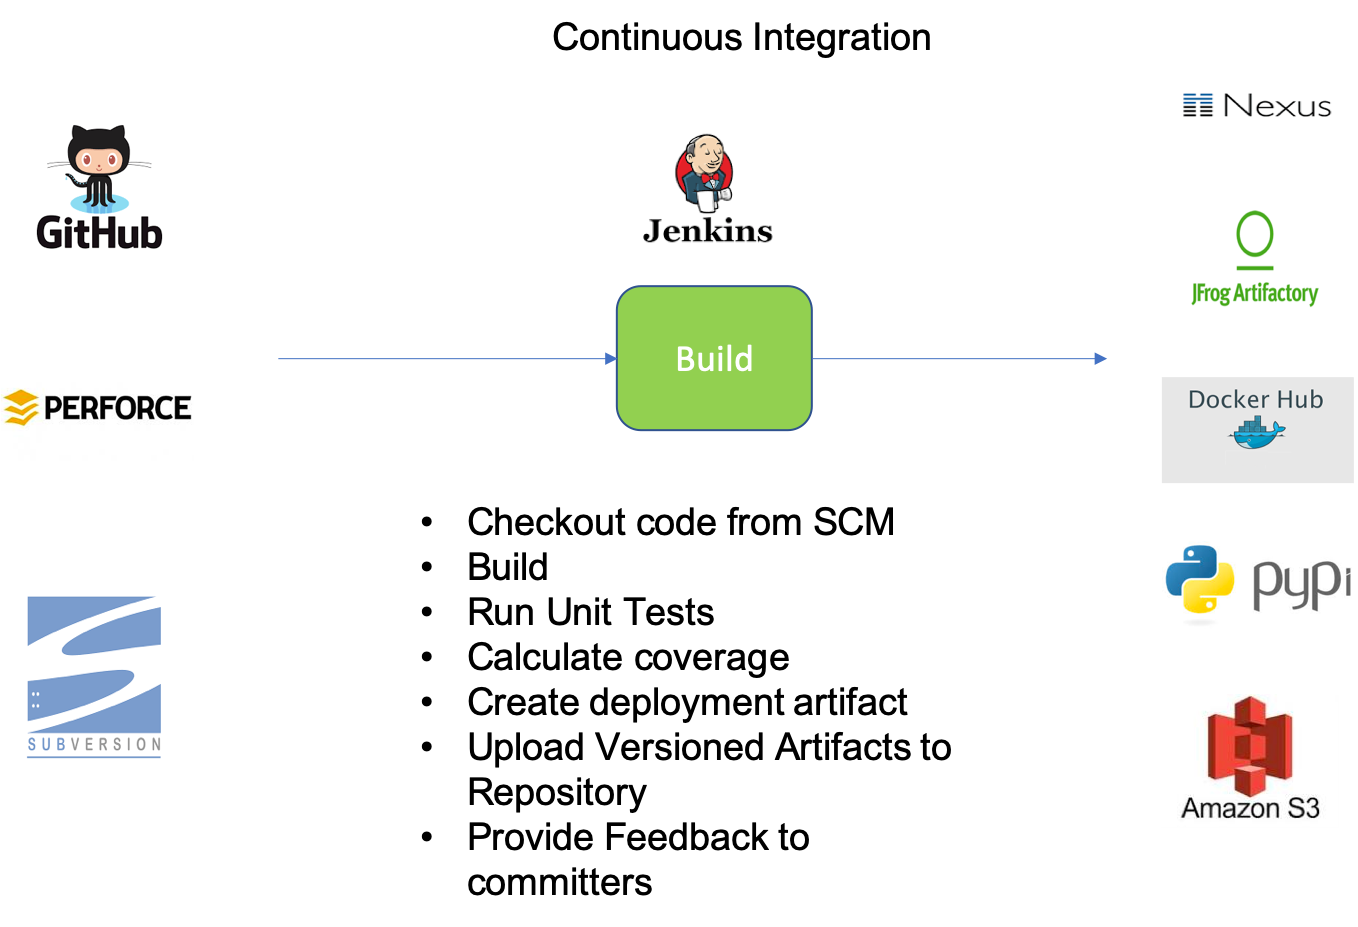 Continuous Integration
Nexus
GitHub
Jenkins
JFrog Artifactory
Build
PERFORCE
Docker Hub
• Checkout code from SCM
• Build
• Run Unit Tests
• Calculate coverage
• Create deployment artifact
• Upload Versioned Artifacts to
Repository
• Provide Feedback to
committers
pypi
SUBVERSION
Amazon S3